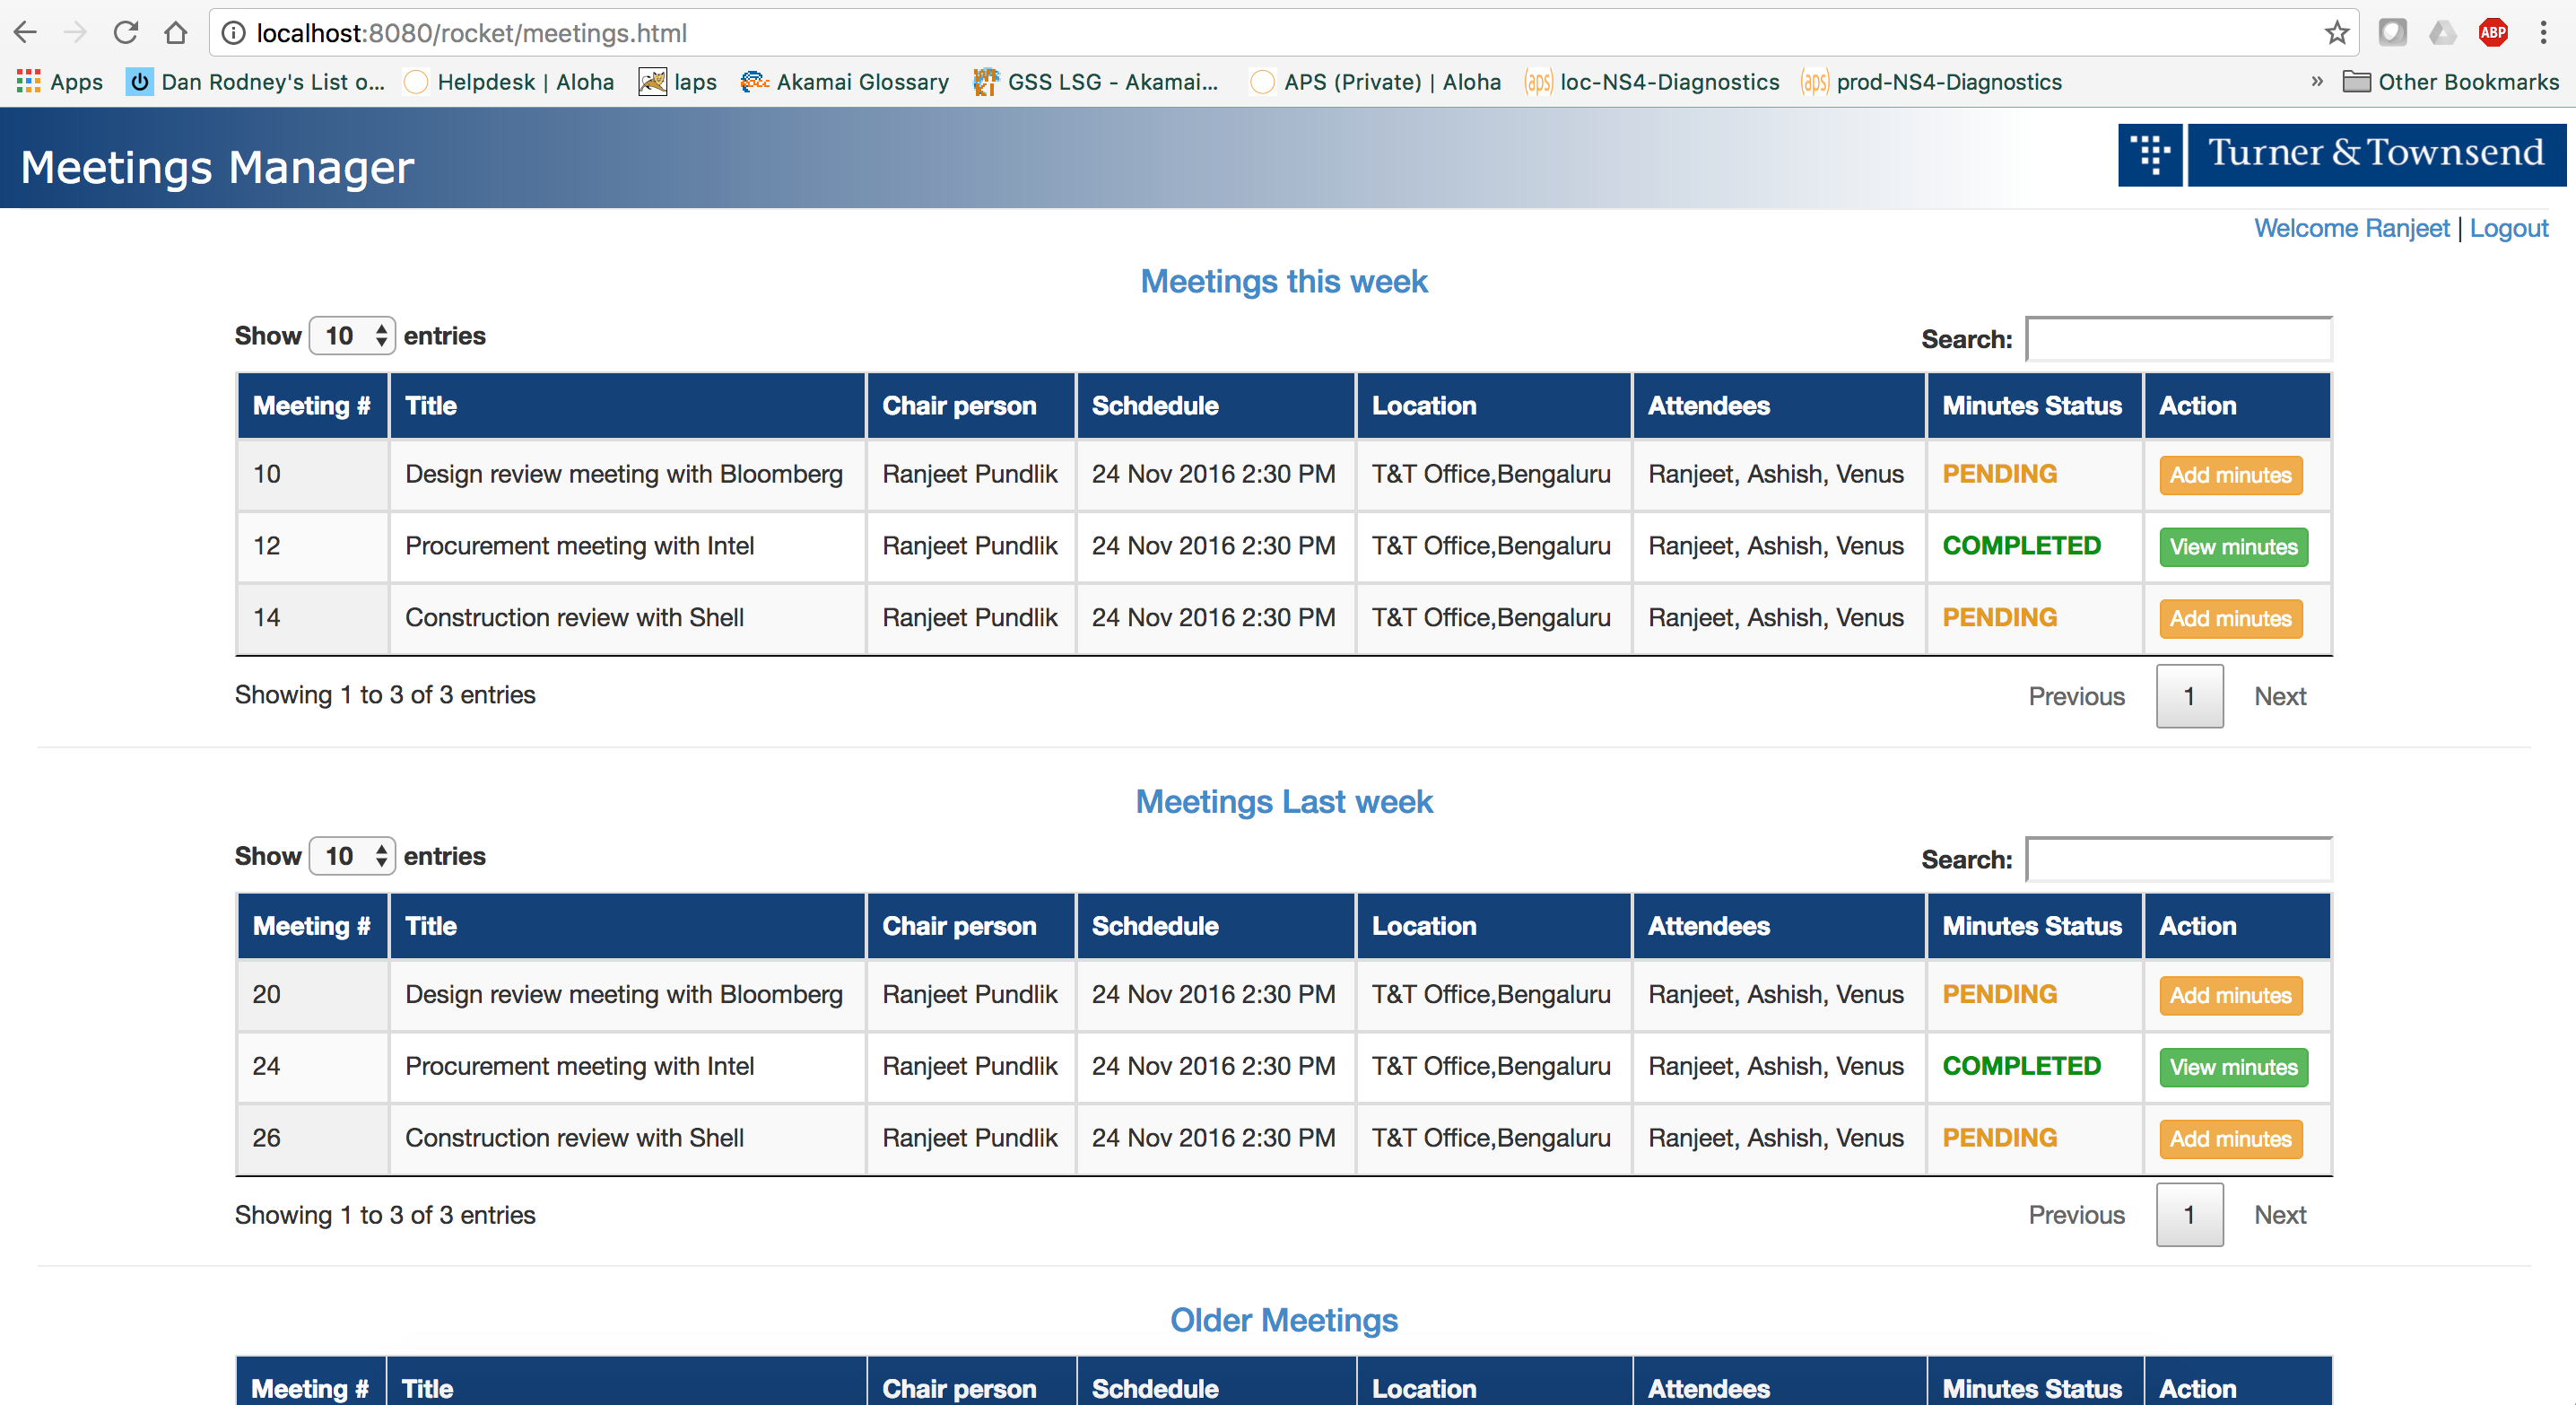 localhost:8080/rocket/meetings.html
ABP
Apps Dan Rodney's List o... Helpdesk | Aloha laps Akamai Glossary GSS LSG - Akamai... APS (Private) | Aloha (aps) loc-NS4-Diagnostics (aps) prod-NS4-Diagnostics » Other Bookmarks
Meetings Manager
Turner & Townsend
Welcome Ranjeet | Logout
Meetings this week
Show 10 entries Search:
Meeting # Title Chair person Schdedule Location Attendees Minutes Status Action
10 Design review meeting with Bloomberg Ranjeet Pundlik 24 Nov 2016 2:30 PM T&T Office,Bengaluru Ranjeet, Ashish, Venus PENDING Add minutes
12 Procurement meeting with Intel Ranjeet Pundlik 24 Nov 2016 2:30 PM T&T Office,Bengaluru Ranjeet, Ashish, Venus COMPLETED View minutes
14 Construction review with Shell Ranjeet Pundlik 24 Nov 2016 2:30 PM T&T Office,Bengaluru Ranjeet, Ashish, Venus PENDING Add minutes
Showing 1 to 3 of 3 entries Previous 1 Next
Meetings Last week
Show 10 entries Search:
Meeting # Title Chair person Schdedule Location Attendees Minutes Status Action
20 Design review meeting with Bloomberg Ranjeet Pundlik 24 Nov 2016 2:30 PM T&T Office,Bengaluru Ranjeet, Ashish, Venus PENDING Add minutes
24 Procurement meeting with Intel Ranjeet Pundlik 24 Nov 2016 2:30 PM T&T Office,Bengaluru Ranjeet, Ashish, Venus COMPLETED View minutes
26 Construction review with Shell Ranjeet Pundlik 24 Nov 2016 2:30 PM T&T Office,Bengaluru Ranjeet, Ashish, Venus PENDING Add minutes
Showing 1 to 3 of 3 entries Previous 1 Next
Older Meetings
Meeting # Title Chair person Schdedule Location Attendees Minutes Status Action